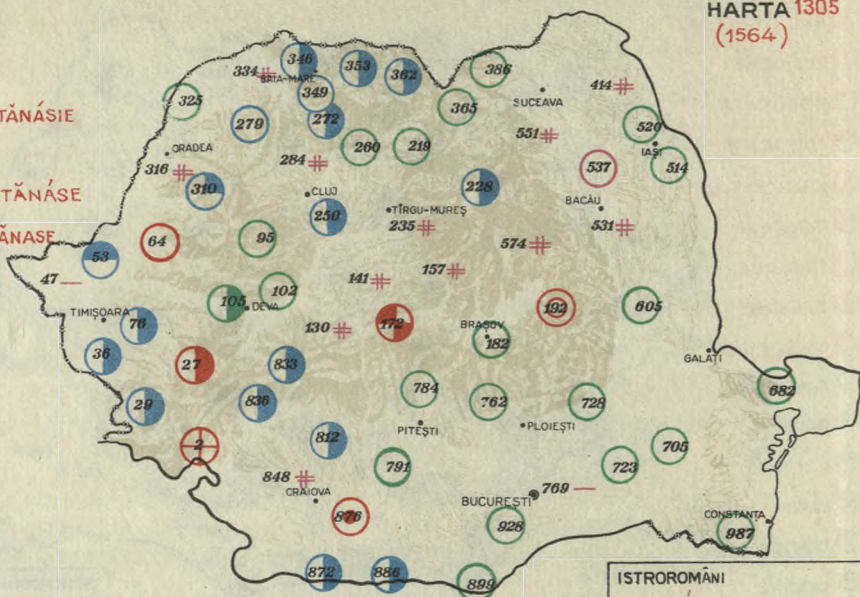 HARTA 1305
(1564)
TĂNÁSIE
TĂNÁSE
ĂNASE
346
353
362
386
334
BAIA-MARE
349
325
365
SUCEAVA
414
279
272
520
551
ORADEA
260
219
IAȘI
316
284
537
514
310
CLUJ
228
BACĂU
250
TÎRGU-MUREȘ
235
531
64
95
574
53
157
47
141
102
105
DEVA
192
605
TIMIȘOARA
76
130
172
BRAȘOV
182
36
GALAȚI
27
833
682
784
29
836
762
728
PITEȘTI
PLOIEȘTI
2
812
705
791
723
848
CRAIOVA
BUCUREȘTI
769
876
CONSTANȚA
928
987
872
886
899
ISTROROMÂNI